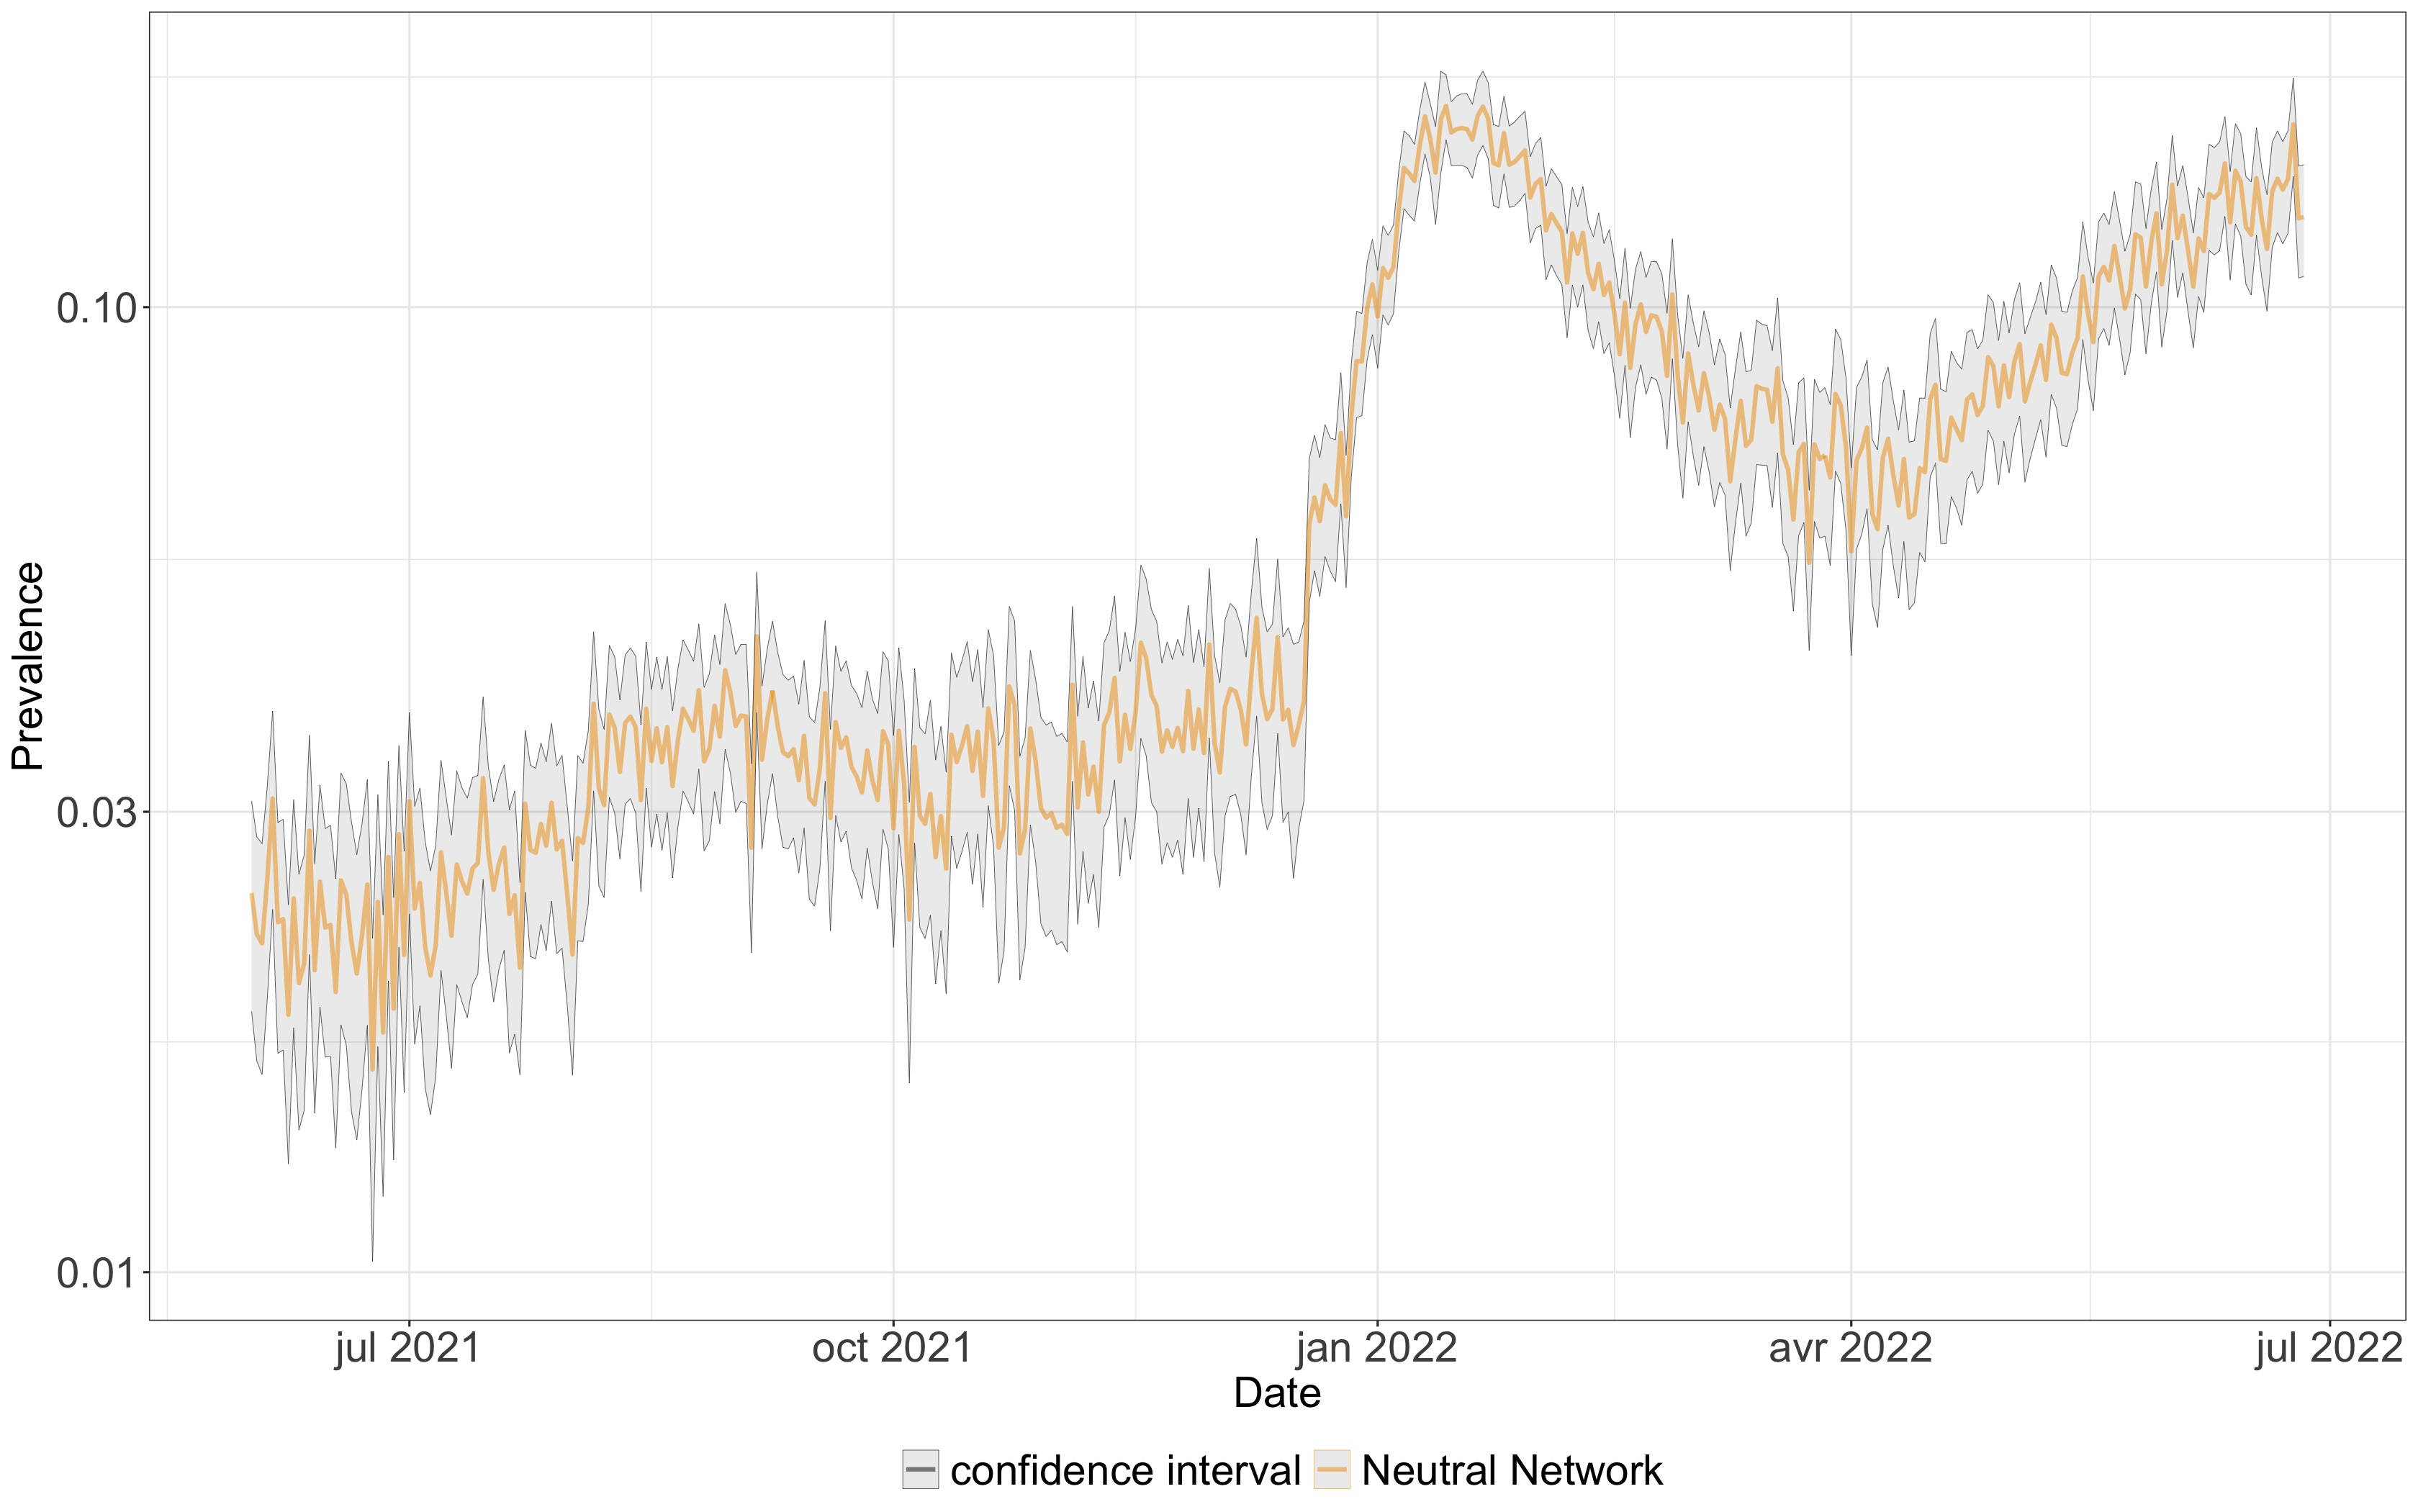 Prevalence
0.10
0.03
0.01
jul 2021 oct 2021 jan 2022 avr 2022 jul 2022
Date
confidence interval Neutral Network